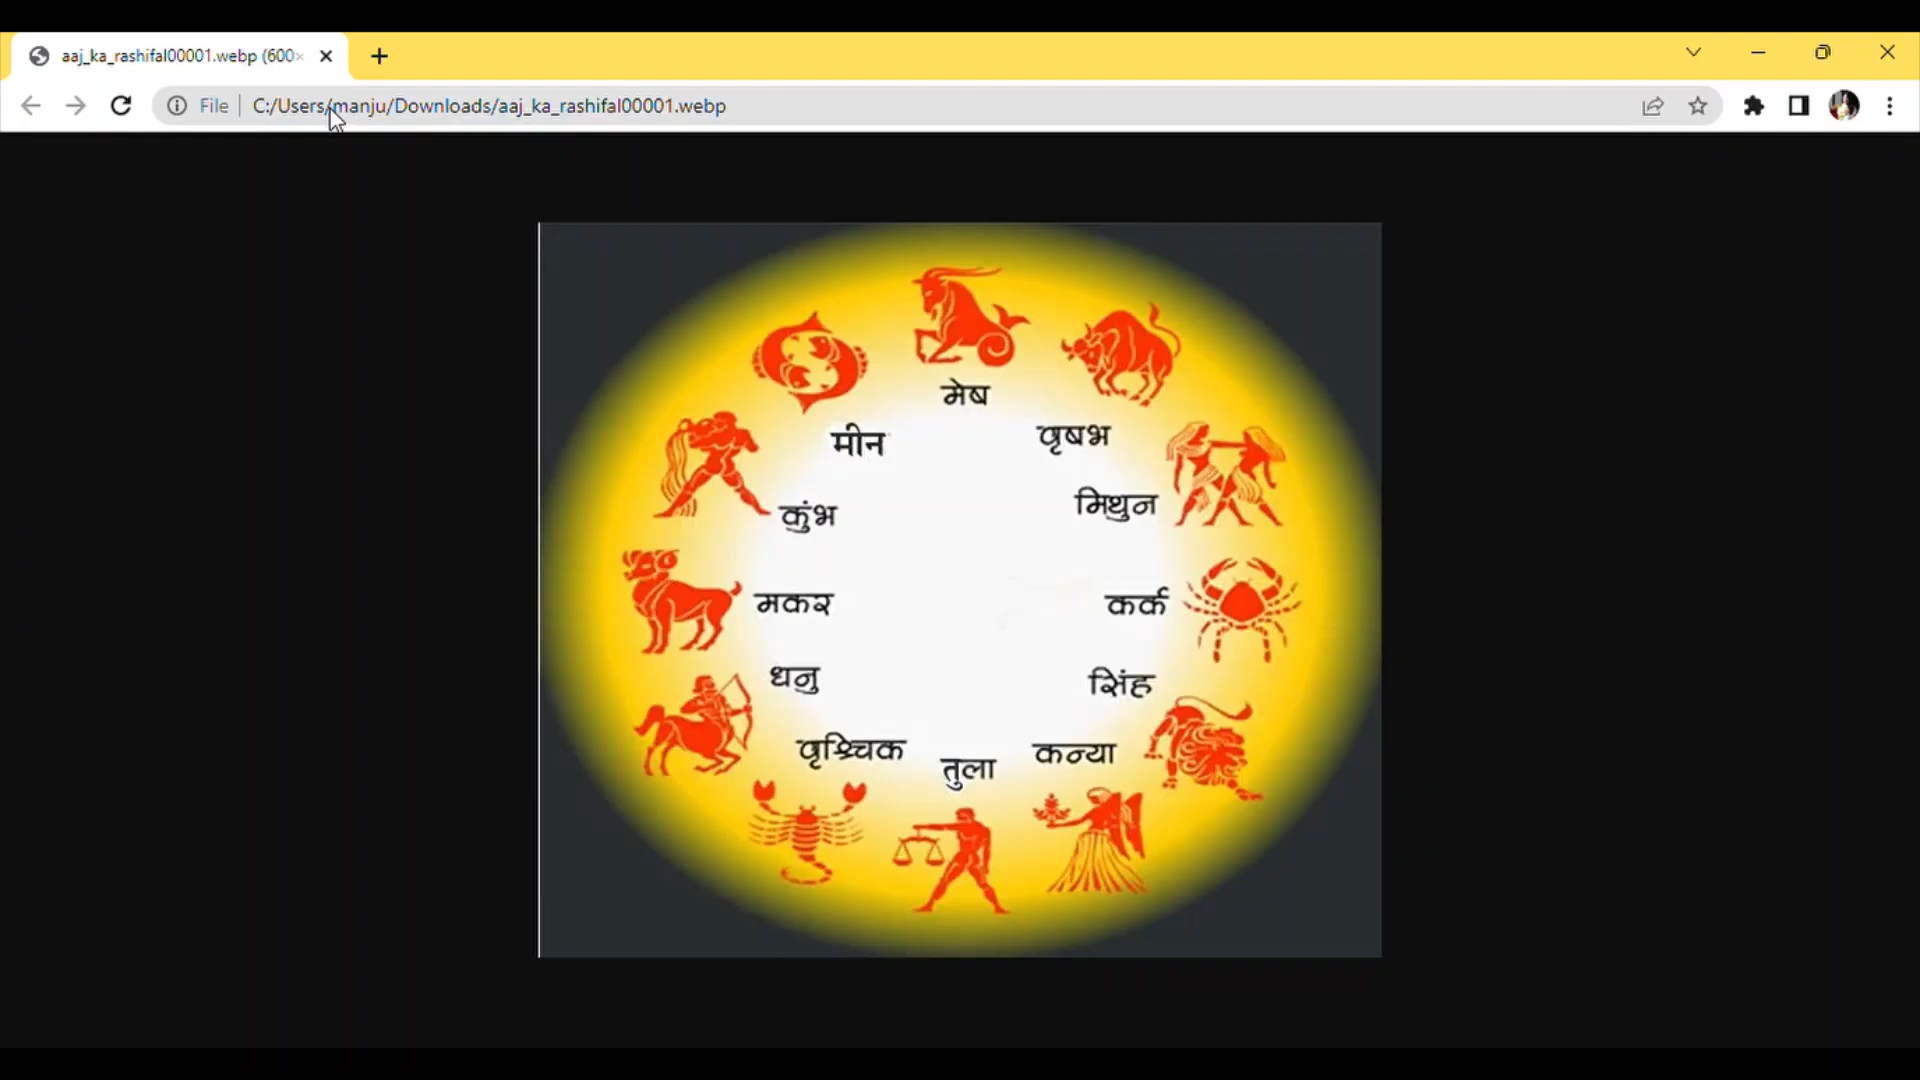 aaj_ka_rashifal00001.webp (600×
File
C:/Users/manju/Downloads/aaj_ka_rashifal00001.webp
मेष
वृषभ
मीन
मिथुन
कुंभ
मकर
कर्क
धनु
सिंह
वृश्चिक
तुला
कन्या